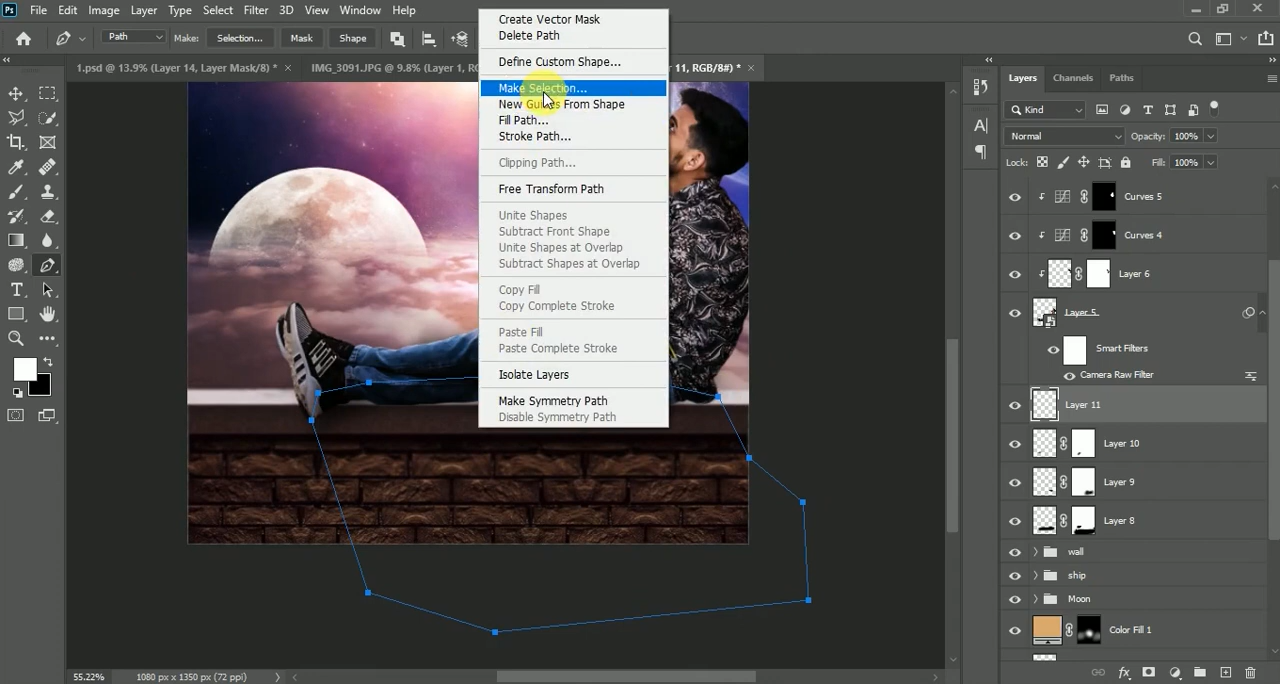 Ps File Edit Image Layer Type Select Filter 3D View Window Help
Path Make: Selection... Mask Shape
1.psd @ 13.9% (Layer 14, Layer Mask/8) * × IMG_3091.JPG @ 9.8% (Layer 1, RG 11, RGB/8#) * ×
Create Vector Mask
Delete Path
Define Custom Shape...
Make Selection...
New Guides From Shape
Fill Path...
Stroke Path...
Clipping Path...
Free Transform Path
Unite Shapes
Subtract Front Shape
Unite Shapes at Overlap
Subtract Shapes at Overlap
Copy Fill
Copy Complete Stroke
Paste Fill
Paste Complete Stroke
Isolate Layers
Make Symmetry Path
Disable Symmetry Path
Layers Channels Paths
Kind
Normal Opacity: 100%
Lock: Fill: 100%
Curves 5
Curves 4
Layer 6
Layer 5
Smart Filters
Camera Raw Filter
Layer 11
Layer 10
Layer 9
Layer 8
wall
ship
Moon
Color Fill 1
55.22% 1080 px x 1350 px (72 ppi)